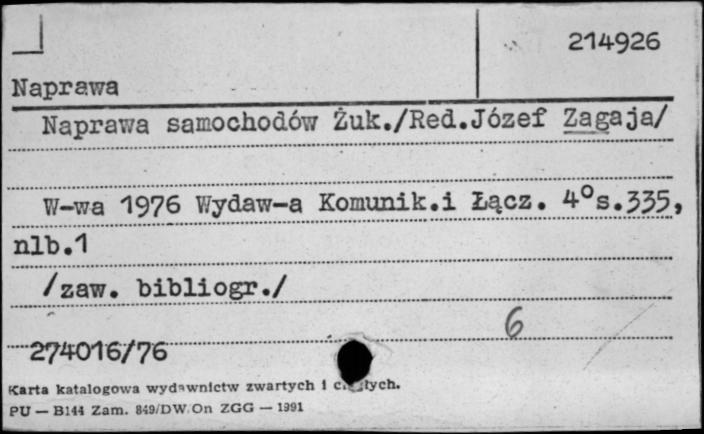 214926
Naprawa
Naprawa samochodów Żuk./Red.Józef Zagaja/
W-wa 1976 Wydaw-a Komunik.i Łącz. 4°s.335,
nlb.1
/zaw. bibliogr./
6
274016/76
Karta katalogowa wydawnictw zwartych i
PU — B144 Zam. 849/DW.On ZGG — 1991